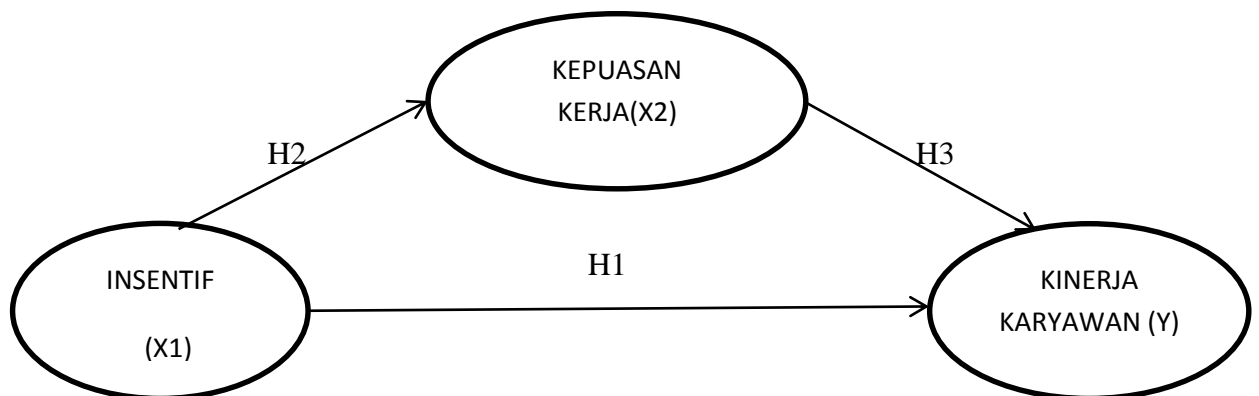 KEPUASAN
KERJA(X2)
H2
H3
H1
INSENTIF
(X1)
KINERJA
KARYAWAN (Y)